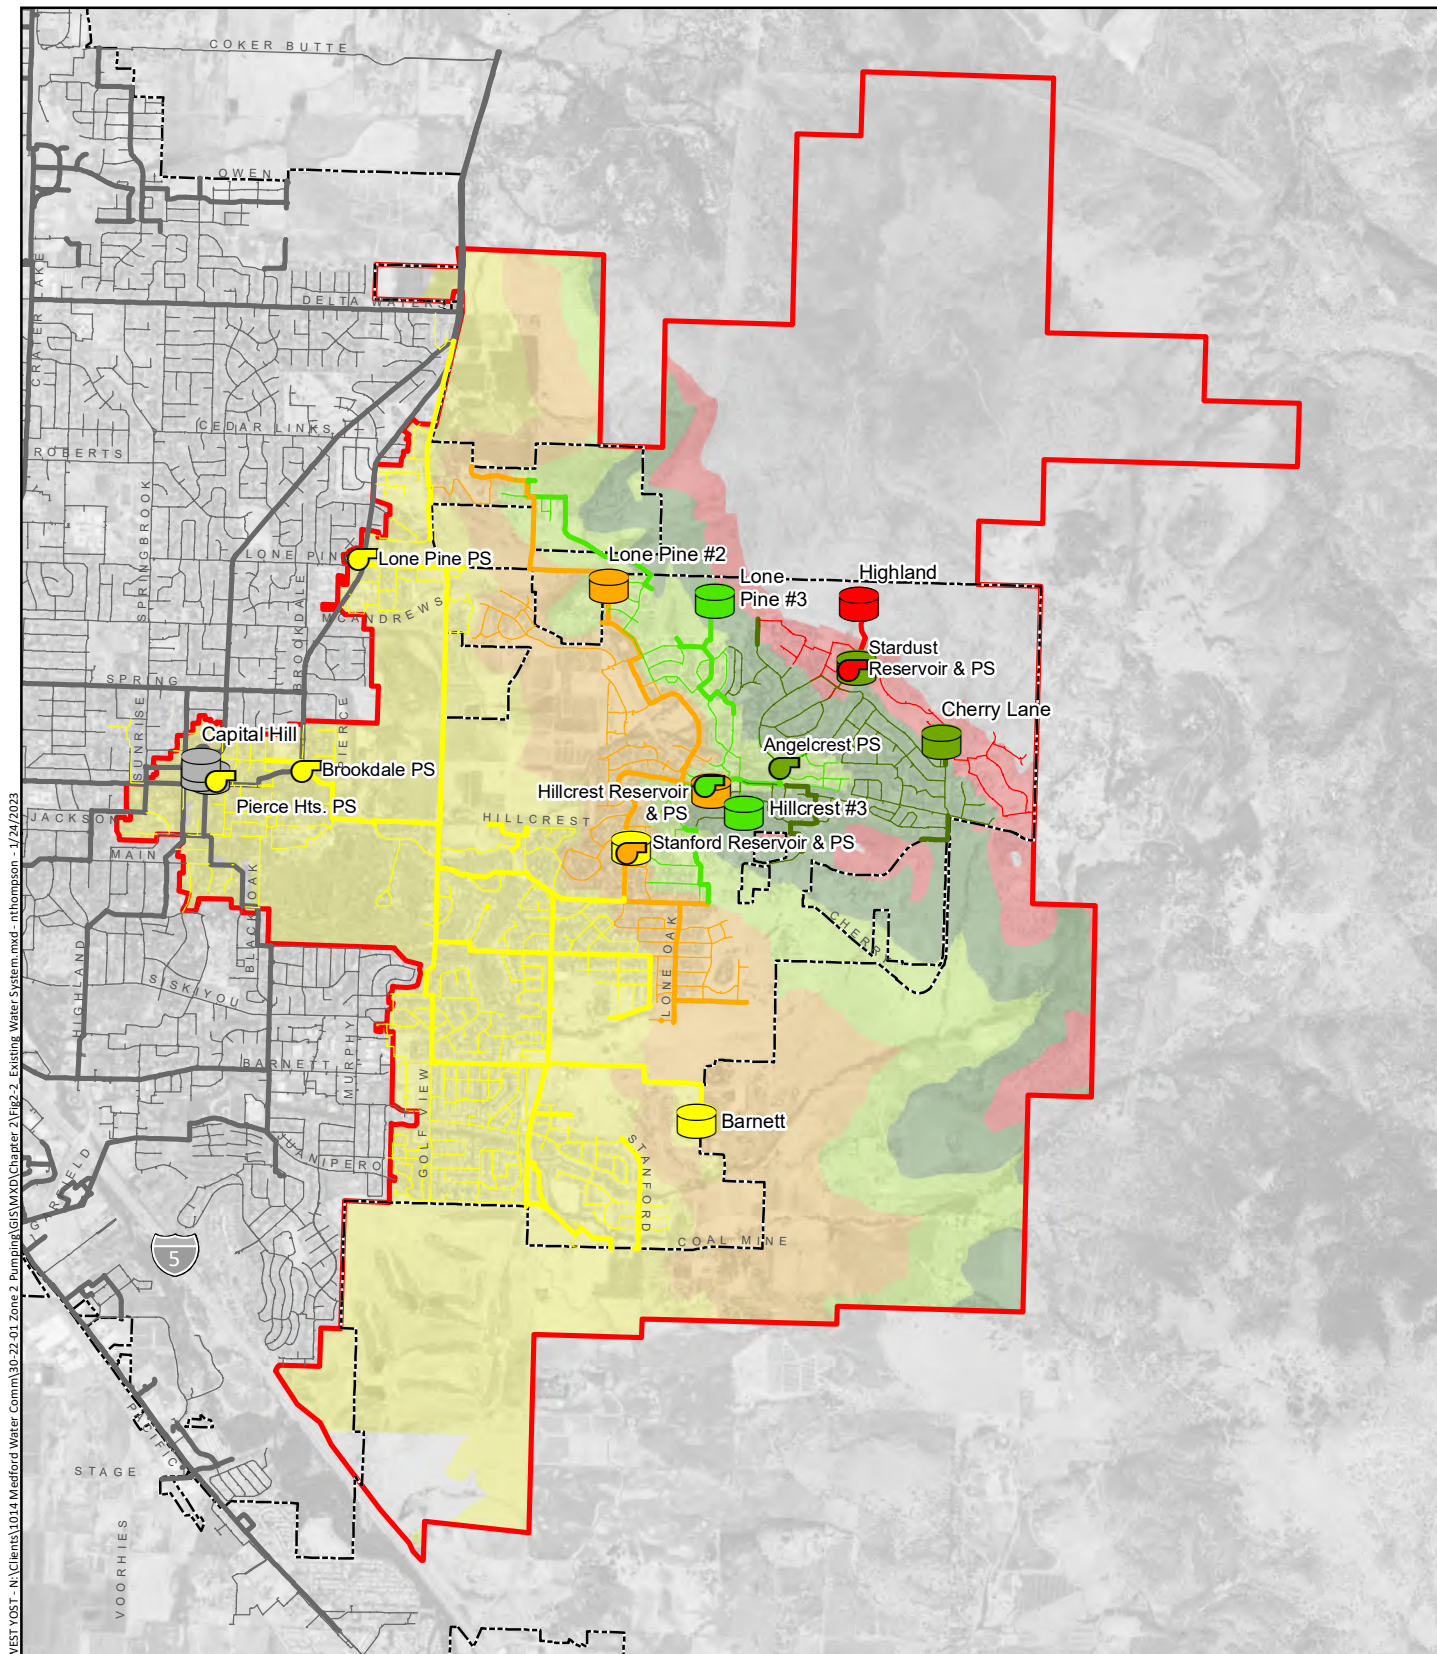 COKER BUTTE
OWEN
CRATER LAKE
DELTA WATERS
CEDAR LINKS
ROBERTS
SPRINGBROOK
LONE PINE
Lone Pine PS
BROOKDALE
MCANDREWS
Lone Pine #2
Lone
Pine #3
Highland
Stardust
Reservoir & PS
SPRING
SUNRISE
PIERCE
Capital Hill
Cherry Lane
Angelcrest PS
Brookdale PS
Pierce Hts. PS
Hillcrest Reservoir
& PS
Hillcrest #3
JACKSON
HILLCREST
Stanford Reservoir & PS
MAIN
BLACK OAK
CHERRY
LONE OAK
HIGHLAND
SISKIYOU
BARNETT
MURPHY
GOLF VIEW
Barnett
JUANIPERO
STANFORD
GARFIELD
COAL MINE
5
PACIFIC
STAGE
VOORHIES
WEST YOST - N:\Clients\1014 Medford Water Comm\30-22-01 Zone 2 Pumping\GIS\MXD\Chapter 2\Fig2-2_Existing Water System.mxd - nthompson - 1/24/2023